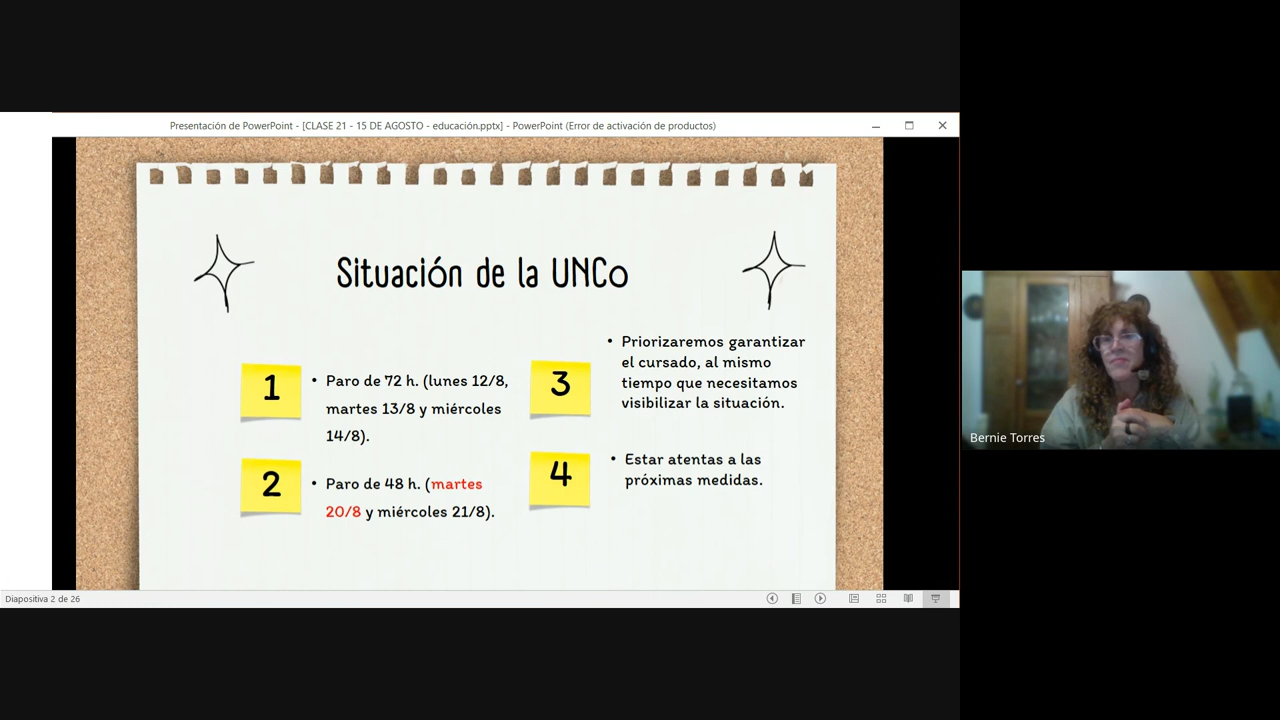 Presentación de PowerPoint - [CLASE 21 - 15 DE AGOSTO - educación.pptx] - PowerPoint (Error de activación de productos)
Situación de la UNCo
1
• Paro de 72 h. (lunes 12/8,
martes 13/8 y miércoles
14/8).
2
• Paro de 48 h. (martes
20/8 y miércoles 21/8).
3
• Priorizaremos garantizar
el cursado, al mismo
tiempo que necesitamos
visibilizar la situación.
4
• Estar atentas a las
próximas medidas.
Diapositiva 2 de 26
Bernie Torres